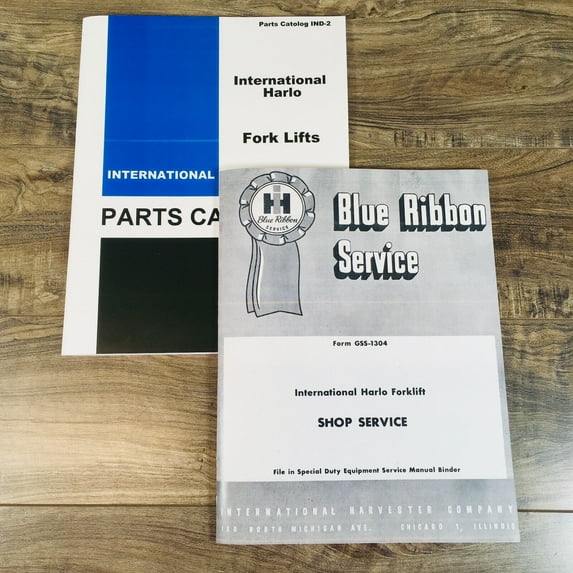 Parts Catalog IND-2
International
Harlo
Fork Lifts
INTERNATIONAL
PARTS CA
IH
Blue Ribbon
SERVICE
Blue Ribbon
Service
Form GSS-1304
International Harlo Forklift
SHOP SERVICE
File in Special Duty Equipment Service Manual Binder
INTERNATIONAL HARVESTER COMPANY
180 NORTH MICHIGAN AVE. CHICAGO 1, ILLINOIS